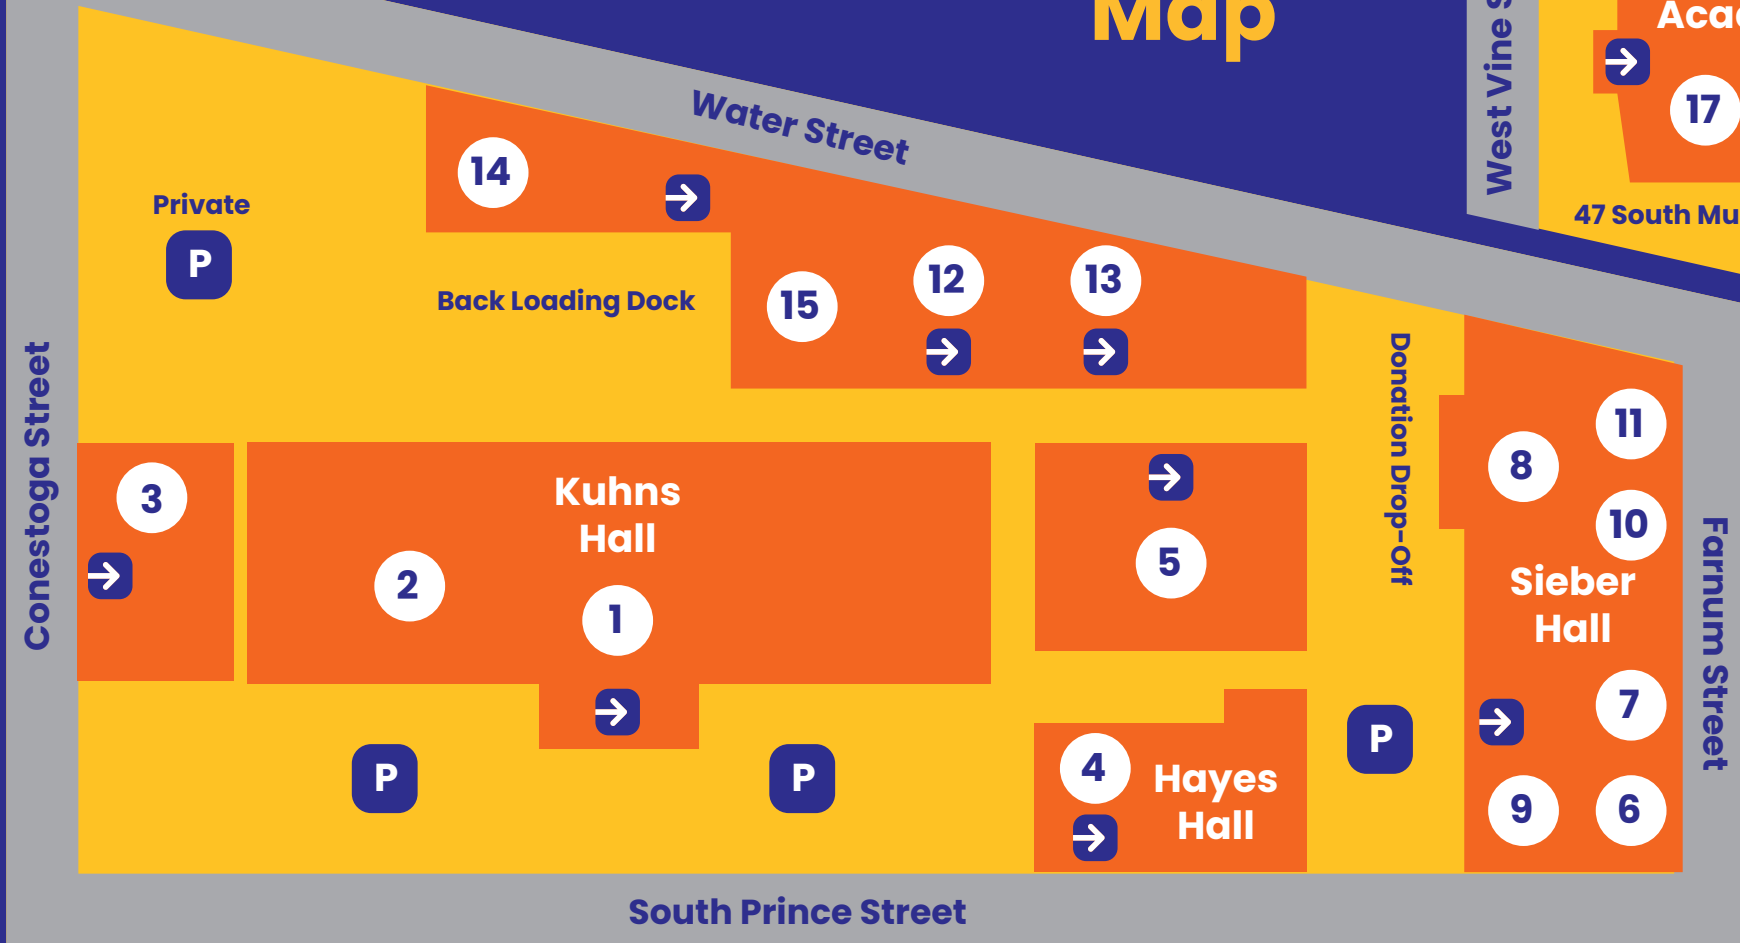 Map
Water Street
West Vine S
Aca
17
47 South Mu
14
Private
P
Back Loading Dock
15
12
13
Conestoga Street
Donation Drop-Off
3
Kuhns
Hall
2
1
5
11
8
10
Sieber
Hall
Farnum Street
7
9
6
P
P
P
4
Hayes
Hall
South Prince Street